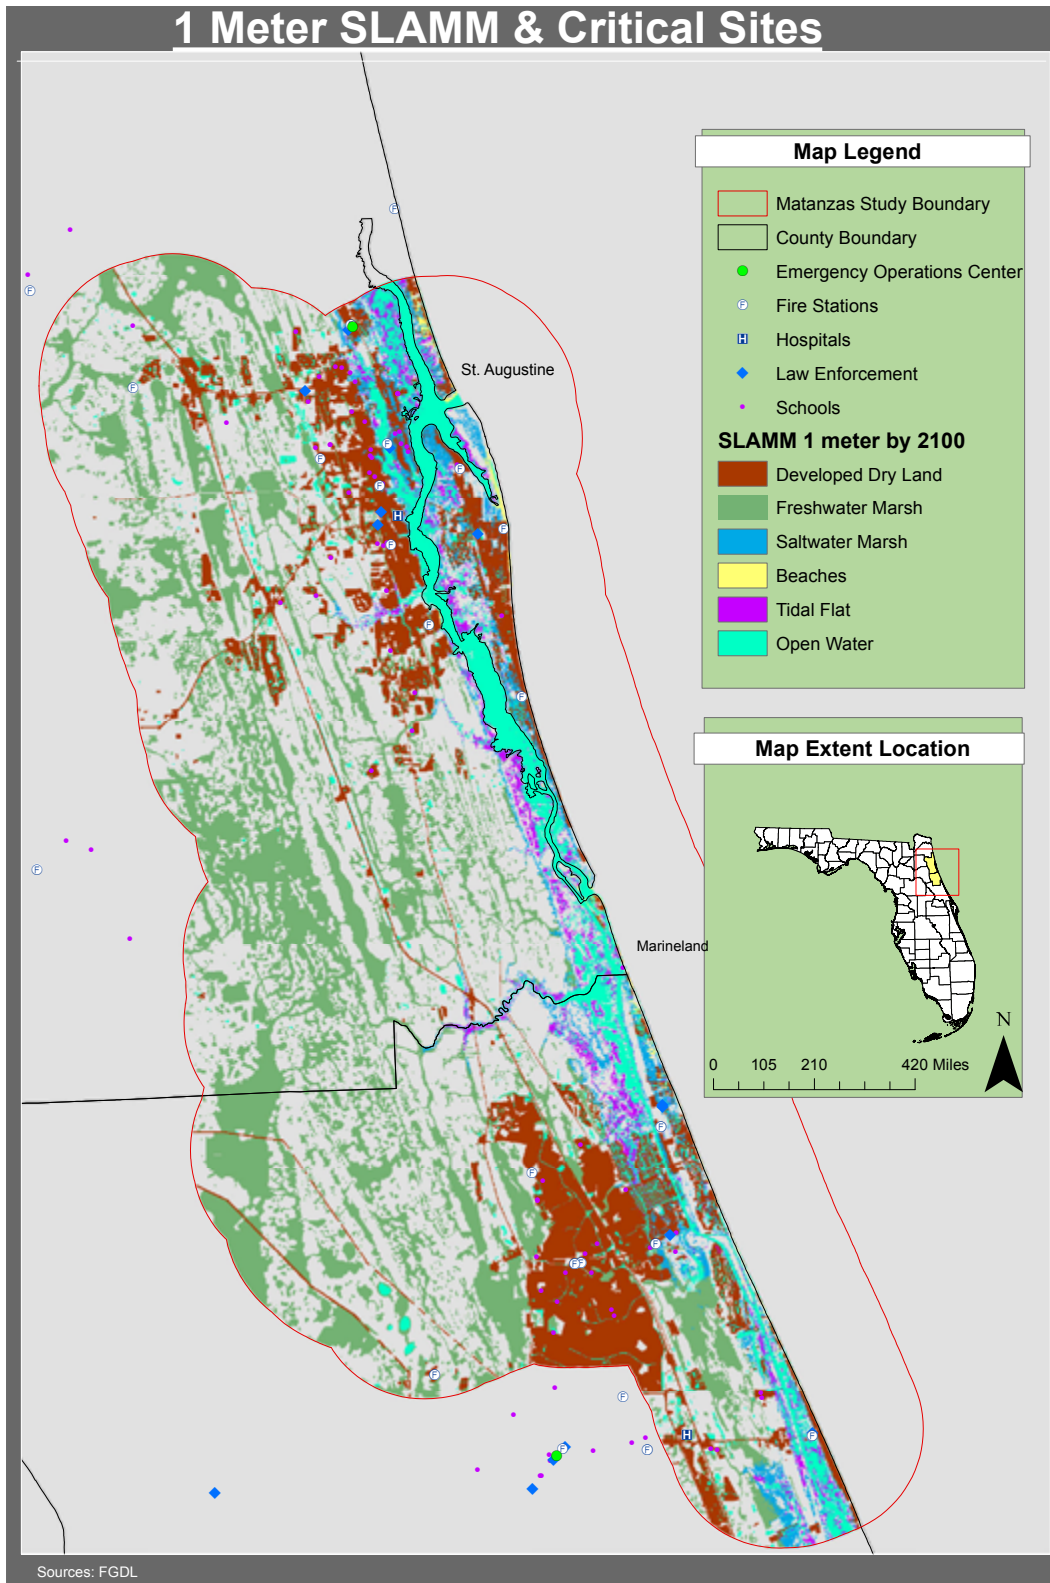 1 Meter SLAMM & Critical Sites
Map Legend
Matanzas Study Boundary
County Boundary
Emergency Operations Center
F Fire Stations
H Hospitals
Law Enforcement
Schools
SLAMM 1 meter by 2100
Developed Dry Land
Freshwater Marsh
Saltwater Marsh
Beaches
Tidal Flat
Open Water
St. Augustine
Marineland
Map Extent Location
N
0 105 210 420 Miles
Sources: FGDL